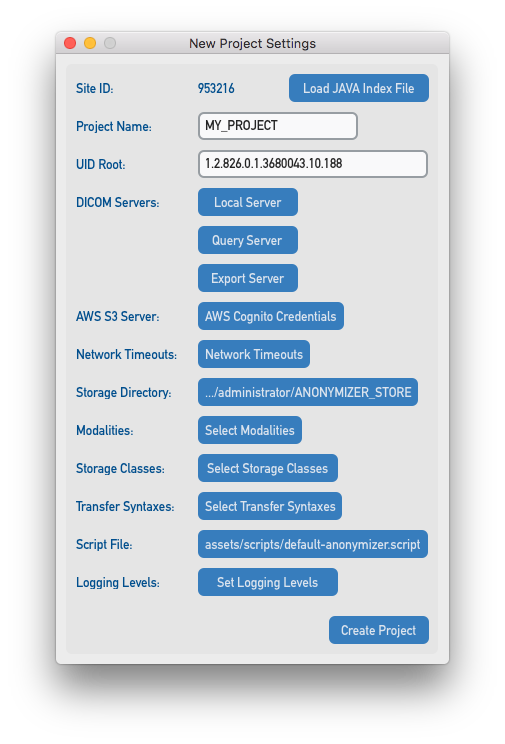 New Project Settings
Site ID: 953216 Load JAVA Index File
Project Name: MY_PROJECT
UID Root: 1.2.826.0.1.3680043.10.188
DICOM Servers: Local Server
Query Server
Export Server
AWS S3 Server: AWS Cognito Credentials
Network Timeouts: Network Timeouts
Storage Directory: .../administrator/ANONYMIZER_STORE
Modalities: Select Modalities
Storage Classes: Select Storage Classes
Transfer Syntaxes: Select Transfer Syntaxes
Script File: assets/scripts/default-anonymizer.script
Logging Levels: Set Logging Levels
Create Project